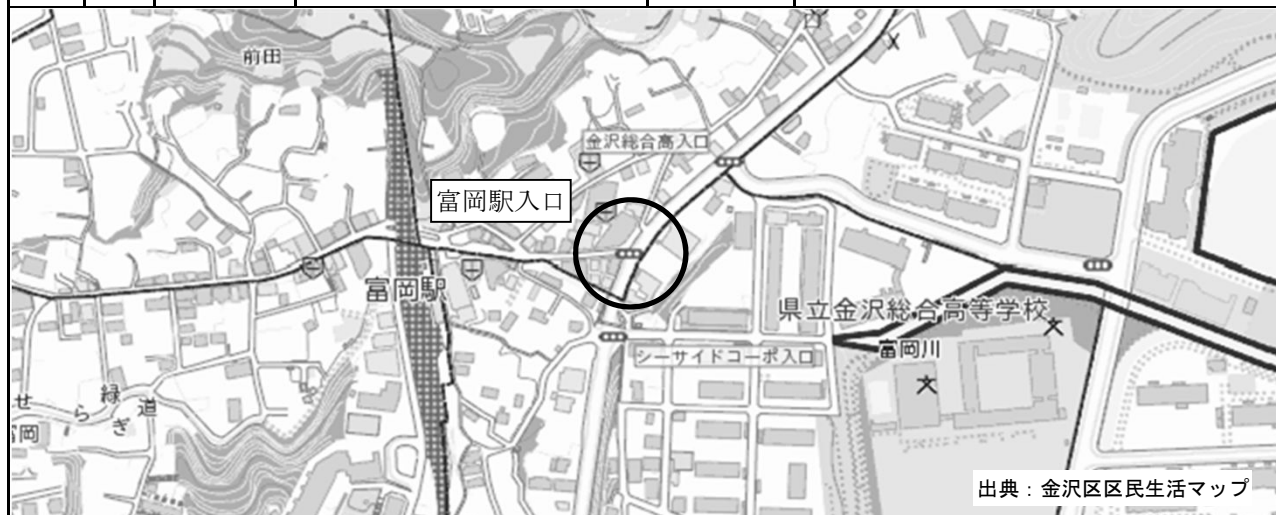 前田
金沢総合高入口
富岡駅入口
富岡駅
県立金沢総合高等学校
富岡川
シーサイドコーポ入口
せ
ら
ぎ
緑
道
富岡
出典：金沢区区民生活マップ